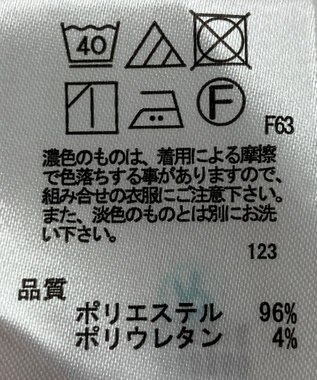 40
F
F63
濃色のものは、着用による摩擦
で色落ちする事がありますので、
組み合せの衣服にご注意下さい。
また、淡色のものとは別にお洗
い下さい。
123
品質
ポリエステル 96%
ポリウレタン 4%